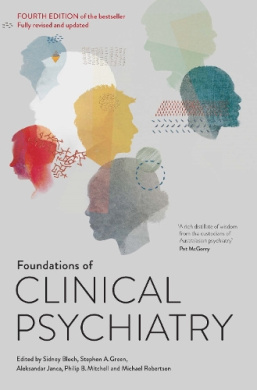 FOURTH EDITION of the bestseller
Fully revised and updated
'A rich distillate of wisdom
from the custodians of
Australasian psychiatry'
Pat McGorry
Foundations of
CLINICAL
PSYCHIATRY
Edited by Sidney Bloch, Stephen A.Green,
Aleksandar Janca, Philip B.Mitchell and Michael Robertson